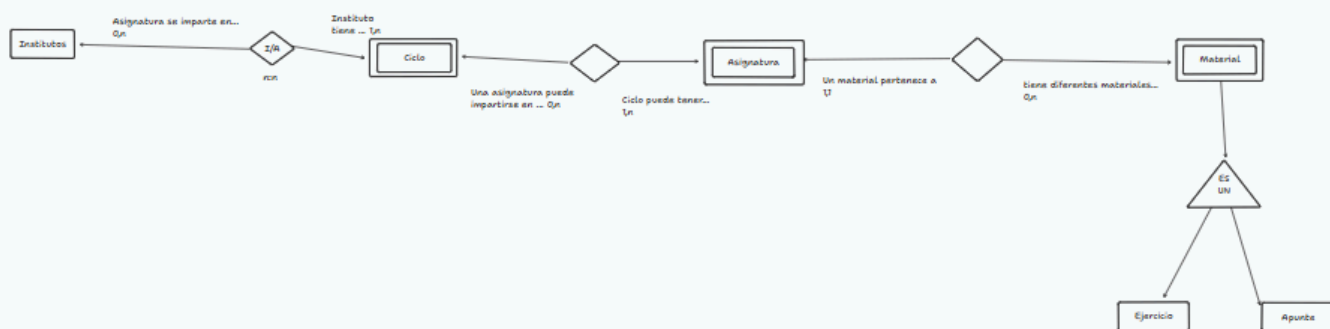 Asignatura se imparte en...
0,n
Instituto
tiene ... 1,n
Institutos
I/A
n:n
Ciclo
Una asignatura puede
impartirse en ... 0,n
Ciclo puede tener...
1,n
Asignatura
Un material pertenece a
1,1
tiene diferentes materiales...
0,n
Material
ES
UN
Ejercicio
Apunte